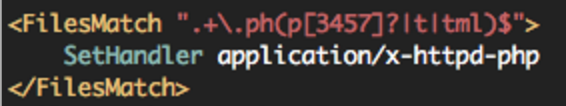 <FilesMatch ".+\.ph(p[3457]?|t|tml)$">
SetHandler application/x-httpd-php
</FilesMatch>